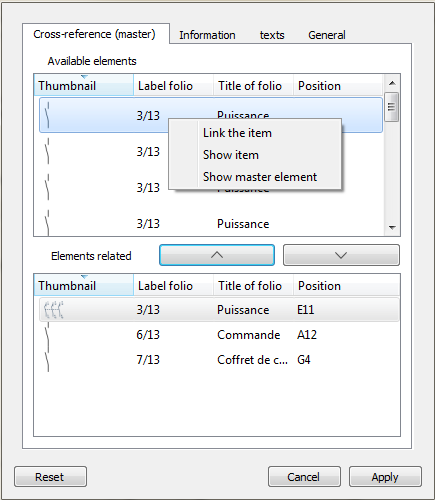 Cross-reference (master) Information texts General
Available elements
Thumbnail Label folio Title of folio Position
3/13 Puissance
Link the item
3/13
Show item
Show master element
3/13 Puissance
3/13 Puissance
Elements related
Thumbnail Label folio Title of folio Position
3/13 Puissance E11
6/13 Commande A12
7/13 Coffret de c... G4
Reset Cancel Apply